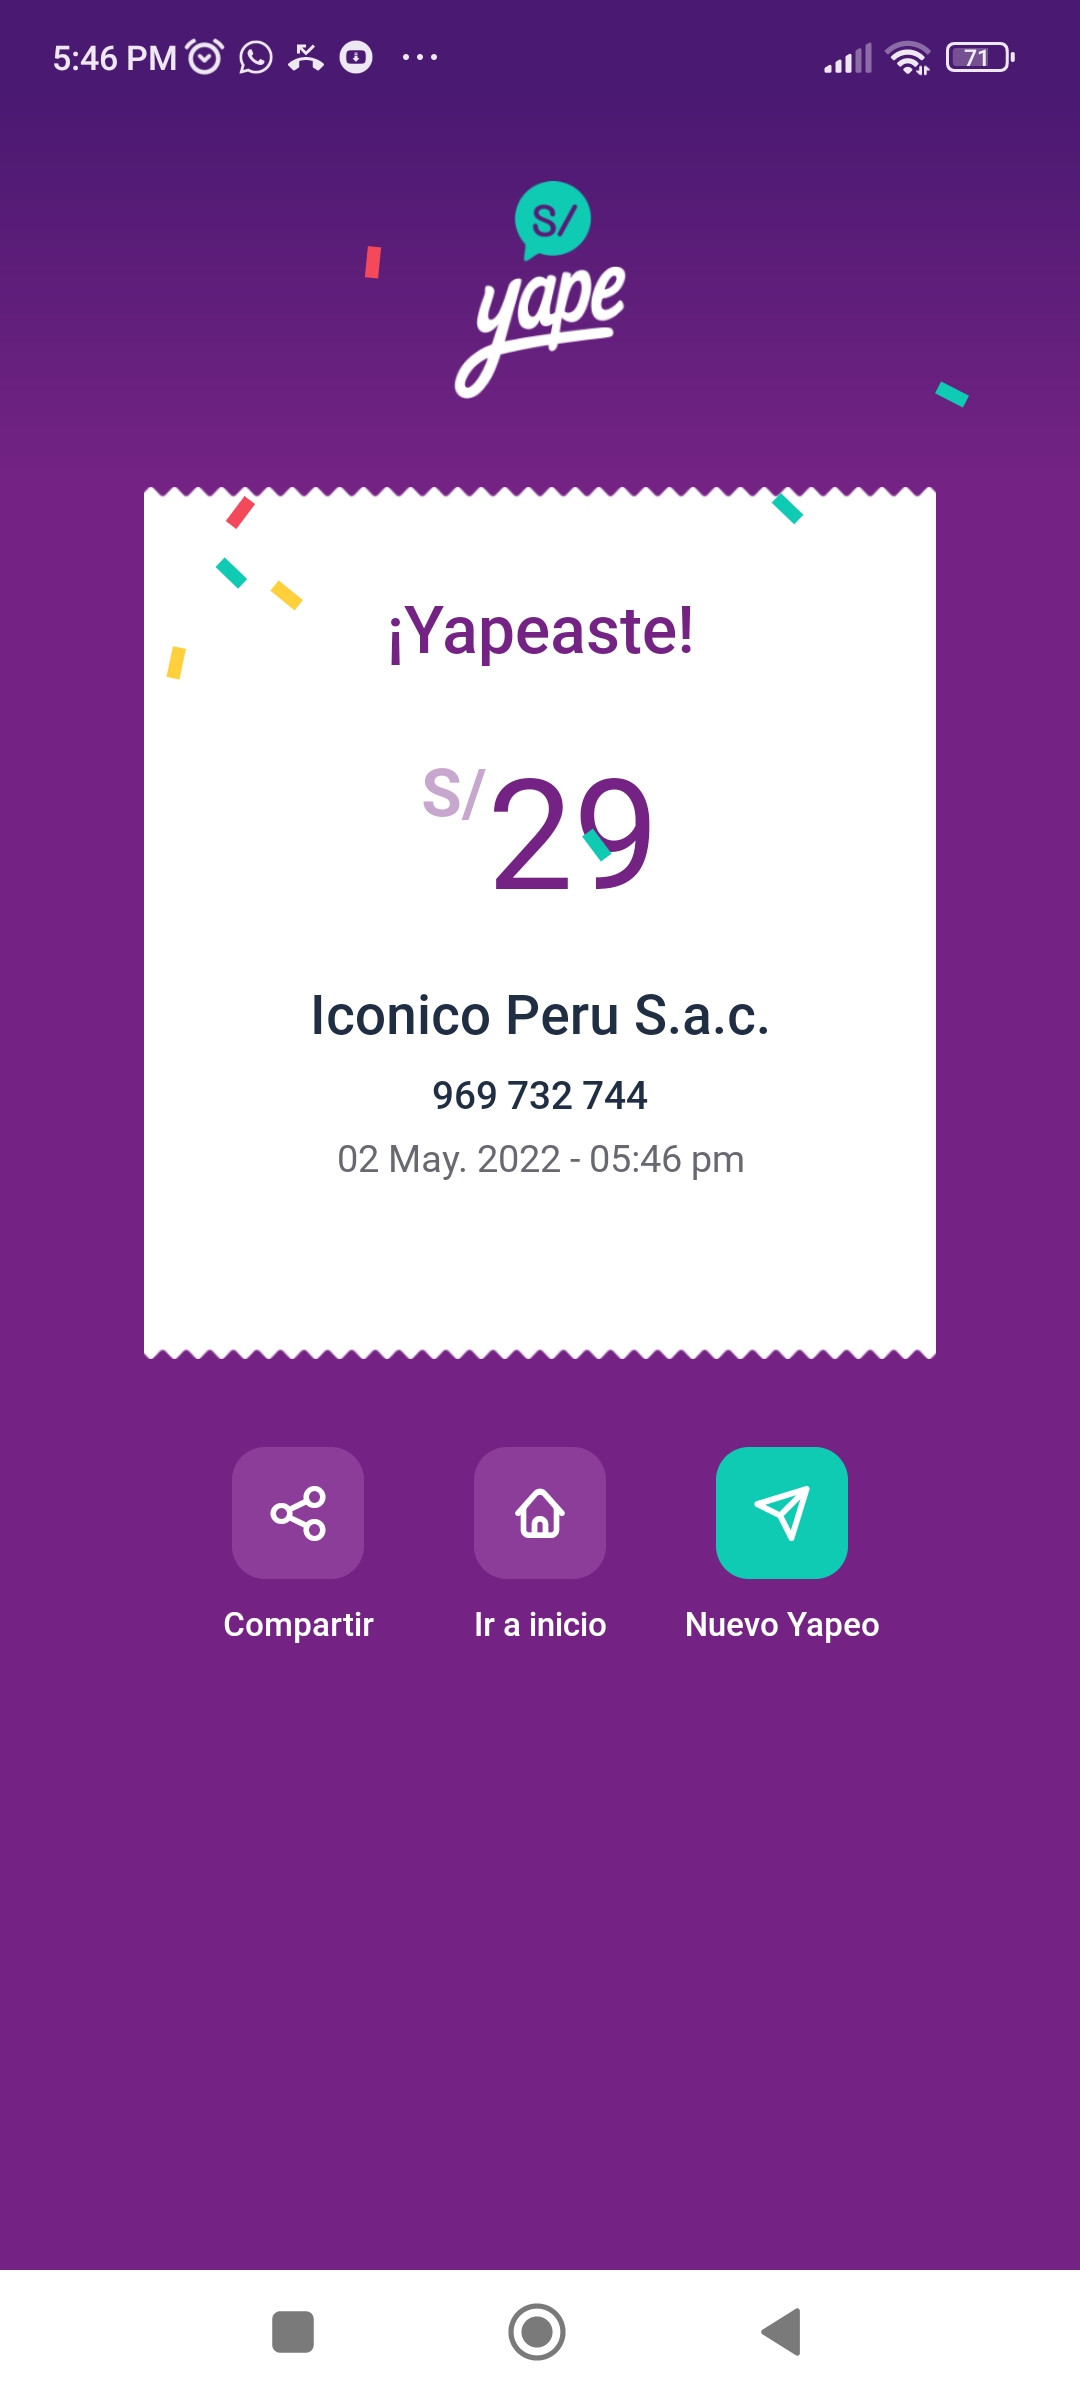 5:46 PM
71
S/
yape
¡Yapeaste!
S/29
Iconico Peru S.a.c.
969 732 744
02 May. 2022 - 05:46 pm
Compartir
Ir a inicio
Nuevo Yapeo